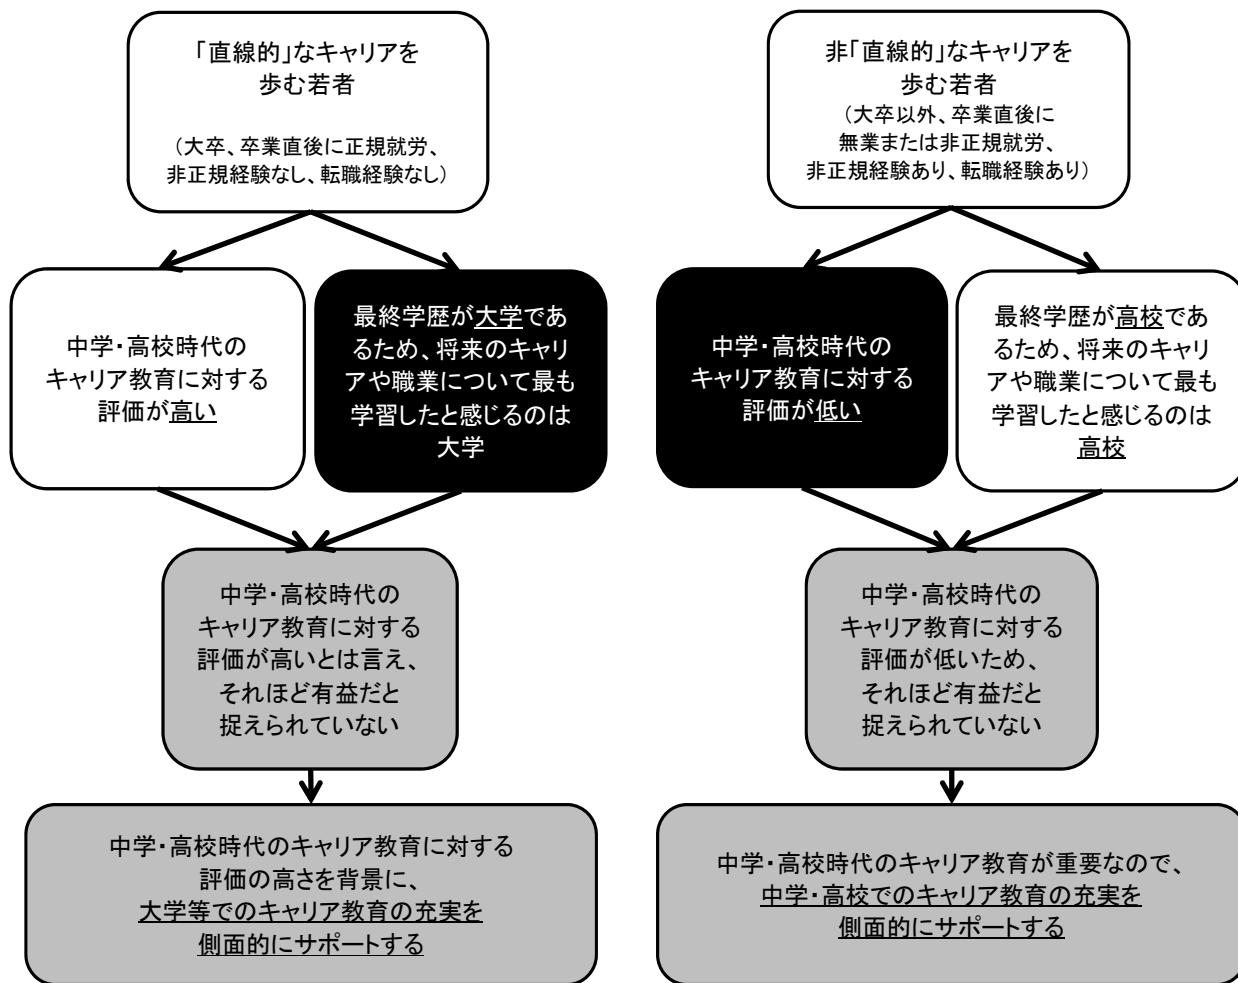 「直線的」なキャリアを
歩む若者
(大卒、卒業直後に正規就労、
非正規経験なし、転職経験なし)
非「直線的」なキャリアを
歩む若者
(大卒以外、卒業直後に
無業または非正規就労、
非正規経験あり、転職経験あり)
中学・高校時代の
キャリア教育に対する
評価が高い
最終学歴が大学であ
るため、将来のキャリ
アや職業について最も
学習したと感じるのは
大学
中学・高校時代の
キャリア教育に対する
評価が低い
最終学歴が高校であ
るため、将来のキャリ
アや職業について最も
学習したと感じるのは
高校
中学・高校時代の
キャリア教育に対する
評価が高いとは言え、
それほど有益だと
捉えられていない
中学・高校時代の
キャリア教育に対する
評価が低いため、
それほど有益だと
捉えられていない
中学・高校時代のキャリア教育に対する
評価の高さを背景に、
大学等でのキャリア教育の充実を
側面的にサポートする
中学・高校時代のキャリア教育が重要なので、
中学・高校でのキャリア教育の充実を
側面的にサポートする